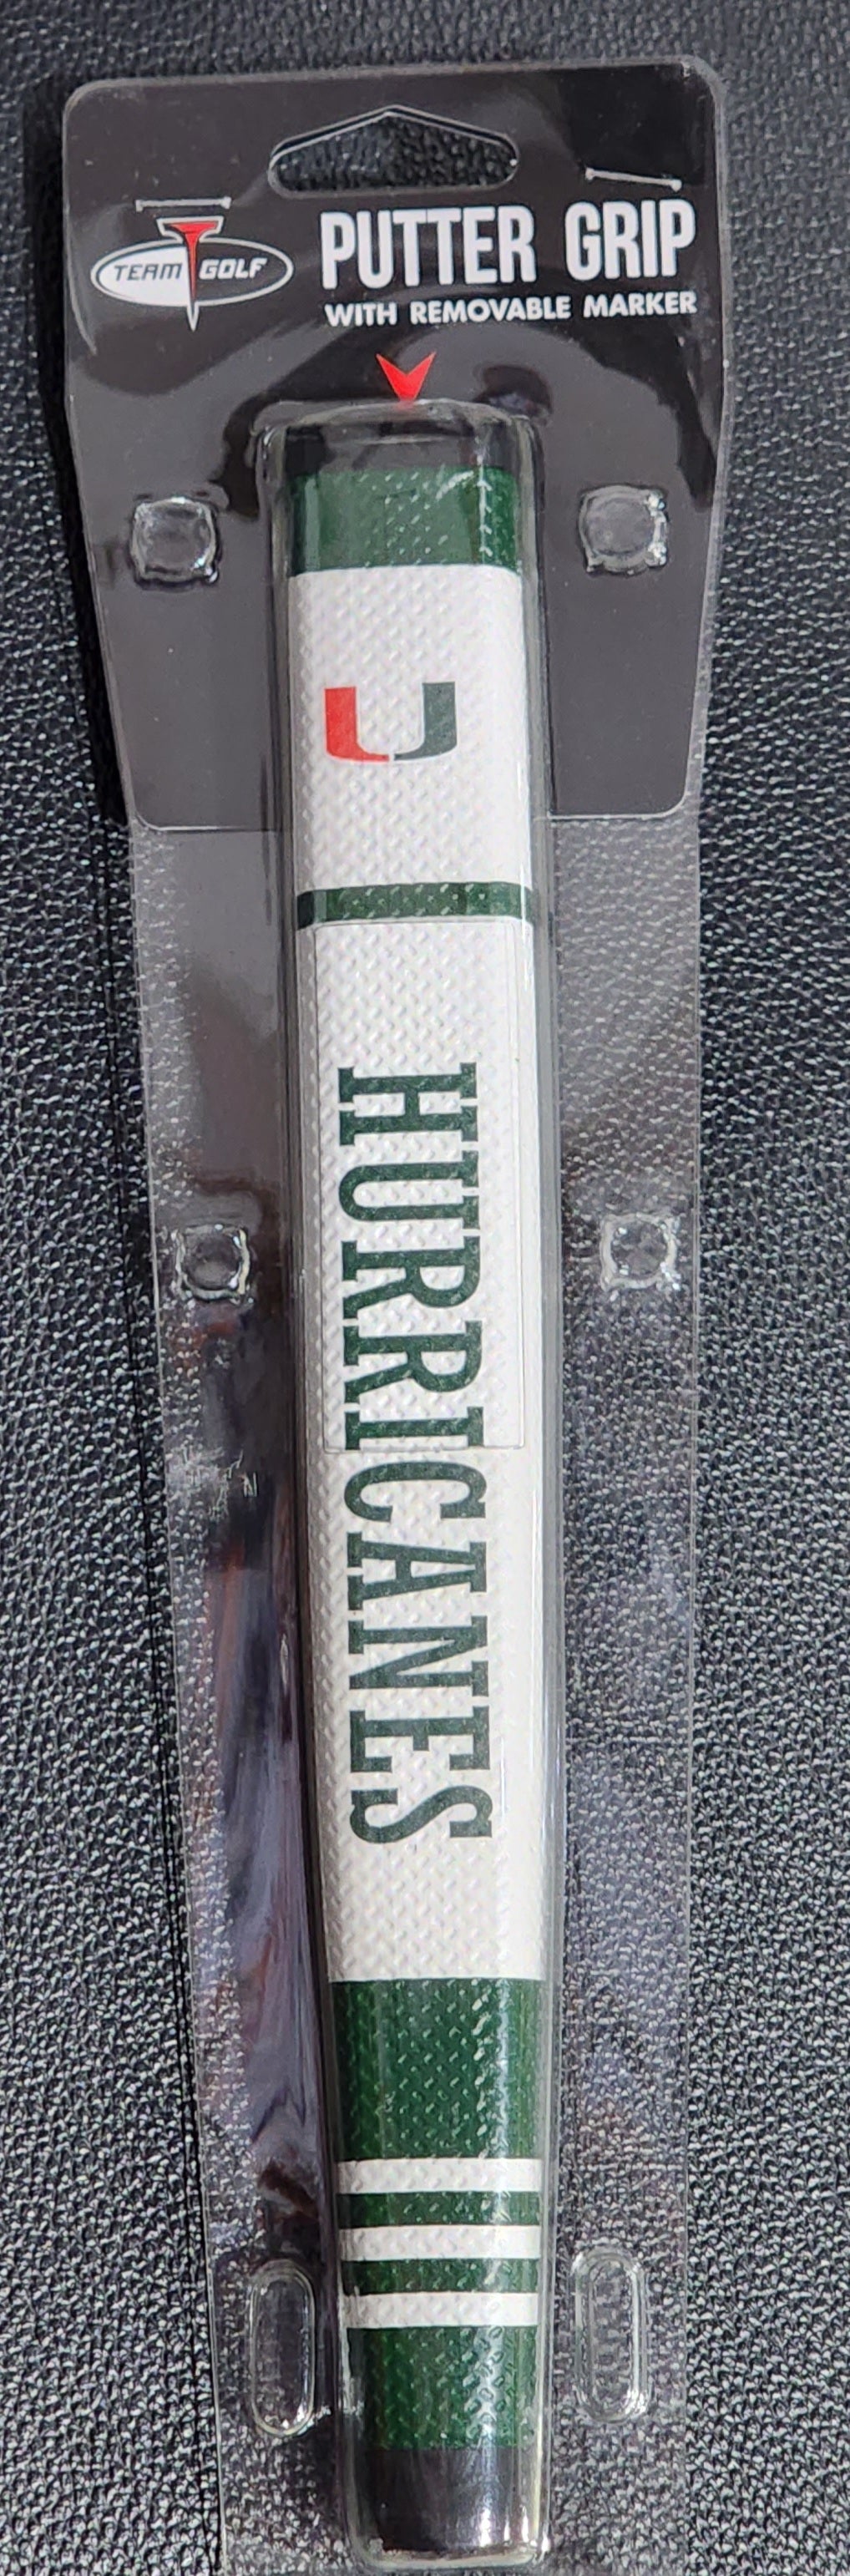 TEAM GOLF
PUTTER GRIP
WITH REMOVABLE MARKER
U
HURRICANES